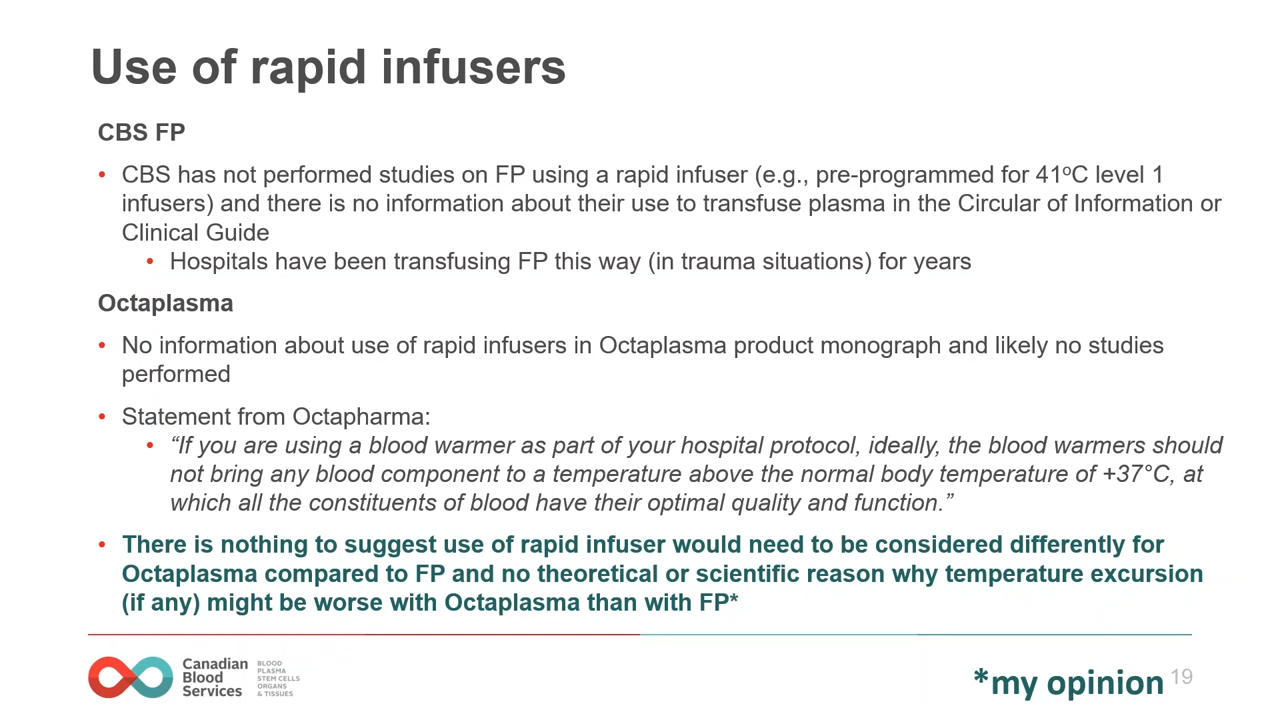 Use of rapid infusers
CBS FP
• CBS has not performed studies on FP using a rapid infuser (e.g., pre-programmed for 41ºC level 1
infusers) and there is no information about their use to transfuse plasma in the Circular of Information or
Clinical Guide
• Hospitals have been transfusing FP this way (in trauma situations) for years
Octaplasma
• No information about use of rapid infusers in Octaplasma product monograph and likely no studies
performed
• Statement from Octapharma:
• “If you are using a blood warmer as part of your hospital protocol, ideally, the blood warmers should
not bring any blood component to a temperature above the normal body temperature of +37°C, at
which all the constituents of blood have their optimal quality and function.”
• There is nothing to suggest use of rapid infuser would need to be considered differently for
Octaplasma compared to FP and no theoretical or scientific reason why temperature excursion
(if any) might be worse with Octaplasma than with FP*
Canadian
Blood
Services
BLOOD
PLASMA
STEM CELLS
ORGANS
& TISSUES
*my opinion
19